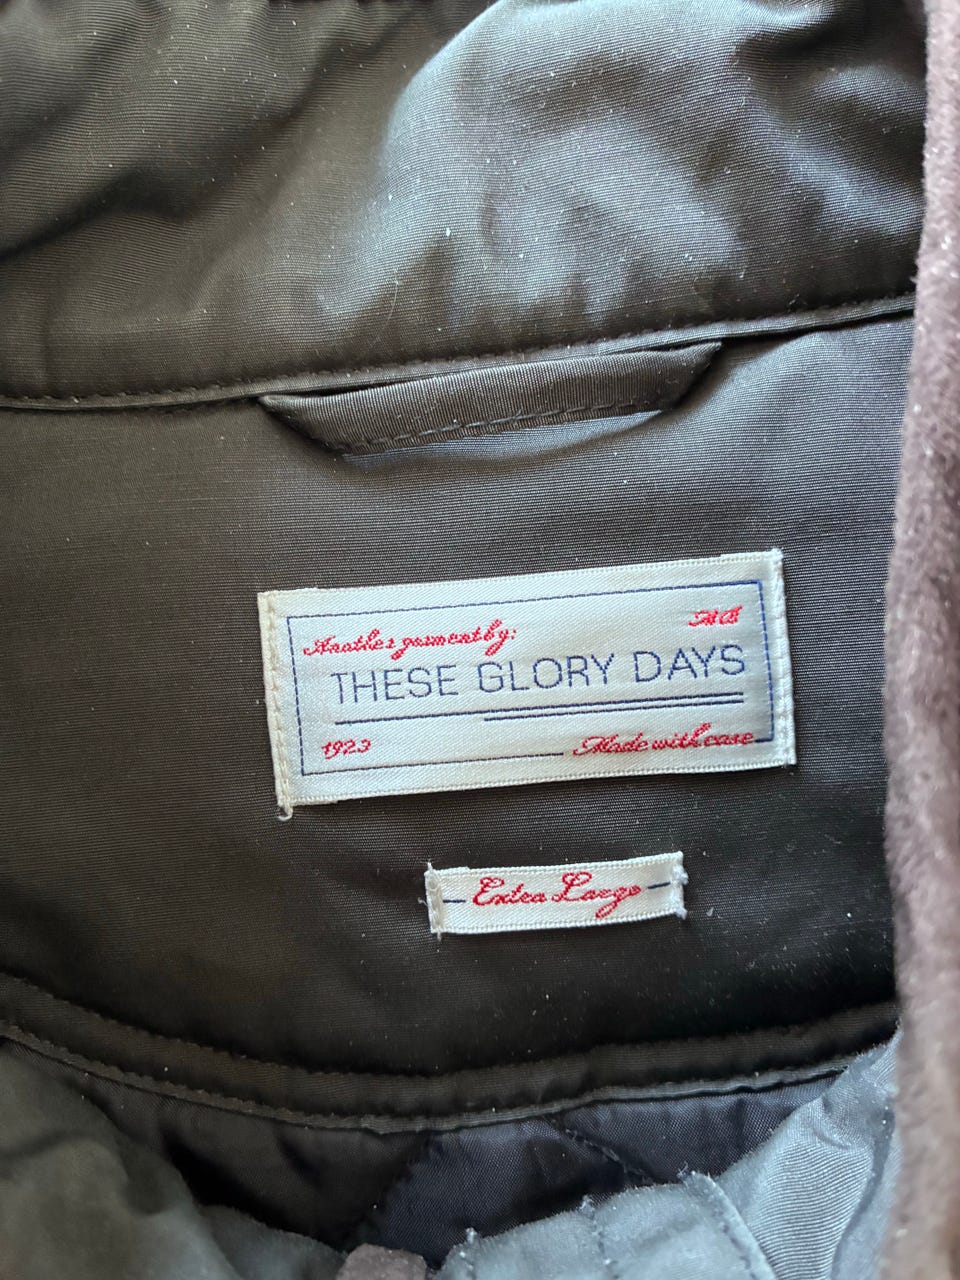 Another garment by:
THESE GLORY DAYS
1923
Made with care
Extra Large